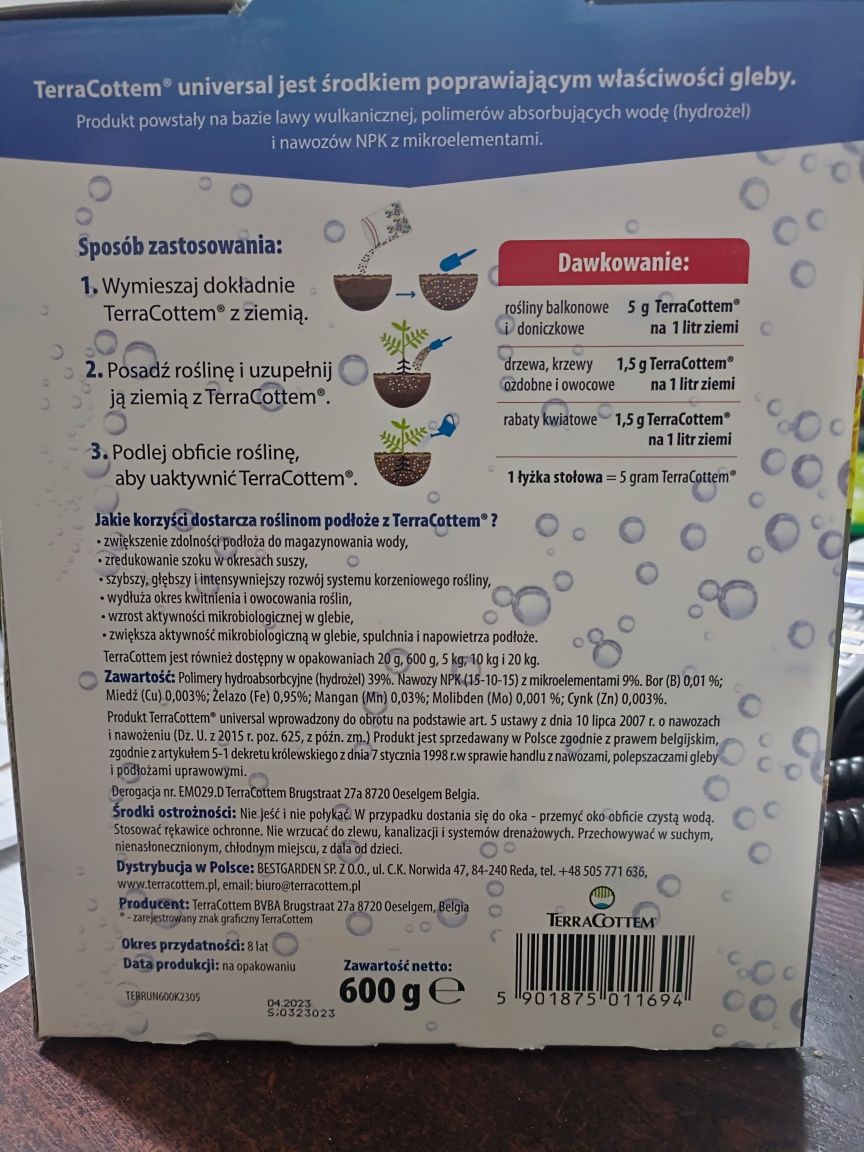 TerraCottem® universal jest środkiem poprawiającym właściwości gleby.
Produkt powstały na bazie lawy wulkanicznej, polimerów absorbujących wodę (hydrożel)
i nawozów NPK z mikroelementami.
Sposób zastosowania:
1. Wymieszaj dokładnie
TerraCottem® z ziemią.
2. Posadź roślinę i uzupełnij
ją ziemią z TerraCottem®.
3. Podlej obficie roślinę,
aby uaktywnić TerraCottem®.
Dawkowanie:
rośliny balkonowe 5 g TerraCottem®
i doniczkowe na 1 litr ziemi
drzewa, krzewy 1,5 g TerraCottem®
ozdobne i owocowe na 1 litr ziemi
rabaty kwiatowe 1,5 g TerraCottem®
na 1 litr ziemi
1 łyżka stołowa = 5 gram TerraCottem®
Jakie korzyści dostarcza roślinom podłoże z TerraCottem® ?
• zwiększenie zdolności podłoża do magazynowania wody,
• zredukowanie szoku w okresach suszy,
• szybszy, głębszy i intensywniejszy rozwój systemu korzeniowego rośliny,
• wydłuża okres kwitnienia i owocowania roślin,
• wzrost aktywności mikrobiologicznej w glebie,
• zwiększa aktywność mikrobiologiczną w glebie, spulchnia i napowietrza podłoże.
TerraCottem jest również dostępny w opakowaniach 20 g, 600 g, 5 kg, 10 kg i 20 kg.
Zawartość: Polimery hydroabsorbcyjne (hydrożel) 39%. Nawozy NPK (15-10-15) z mikroelementami 9%. Bor (B) 0,01 %;
Miedź (Cu) 0,003%; Żelazo (Fe) 0,95%; Mangan (Mn) 0,03%; Molibden (Mo) 0,001 %; Cynk (Zn) 0,003%.
Produkt TerraCottem® universal wprowadzony do obrotu na podstawie art. 5 ustawy z dnia 10 lipca 2007 r. o nawozach
i nawożeniu (Dz. U. z 2015 r. poz. 625, z późn. zm.) Produkt jest sprzedawany w Polsce zgodnie z prawem belgijskim,
zgodnie z artykułem 5-1 dekretu królewskiego z dnia 7 stycznia 1998 r.w sprawie handlu z nawozami, polepszaczami gleby
i podłożami uprawowymi.
Derogacja nr. EM029.D TerraCottem Brugstraat 27a 8720 Oeselgem Belgia.
Środki ostrożności: Nie jeść i nie połykać. W przypadku dostania się do oka - przemyć oko obficie czystą wodą.
Stosować rękawice ochronne. Nie wrzucać do zlewu, kanalizacji i systemów drenażowych. Przechowywać w suchym,
nienasłonecznionym, chłodnym miejscu, z dala od dzieci.
Dystrybucja w Polsce: BESTGARDEN SP. Z O.O., ul. C.K. Norwida 47, 84-240 Reda, tel. +48 505 771 636,
www.terracottem.pl, email: biuro@terracottem.pl
Producent: TerraCottem BVBA Brugstraat 27a 8720 Oeselgem, Belgia
® - zarejestrowany znak graficzny TerraCottem
TERRACOTTEM
Okres przydatności: 8 lat
Data produkcji: na opakowaniu
Zawartość netto:
600 g ℮
TERRUN600K2305
04.2023
S:0323023
5 901875 011694